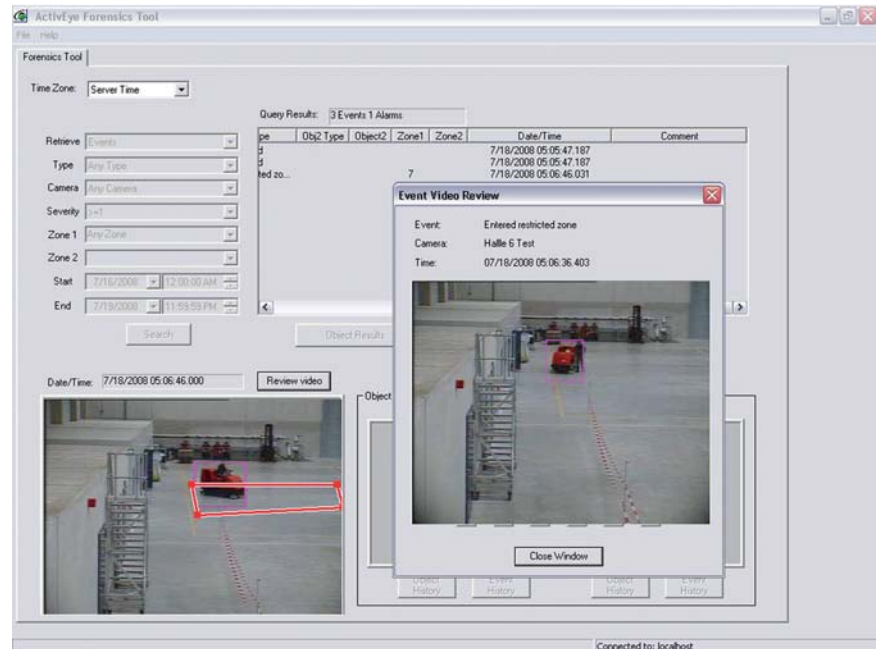 ActivEye Forensics Tool
File Help
Forensics Tool
Time Zone: Server Time
Query Results: 3 Events 1 Alarms
Retrieve Events
Type Any Type
Camera Any Camera
Severity >=1
Zone 1 Any Zone
Zone 2
Start 7/16/2008 12:00:00 AM
End 7/19/2008 11:59:59 PM
Search
pe Obj2 Type Object2 Zone1 Zone2 Date/Time Comment
d 7/18/2008 05:05:47.187
d 7/18/2008 05:05:47.187
ted zo... 7 7/18/2008 05:06:46.031
Object Results
Event Video Review
Event: Entered restricted zone
Camera: Hallle 6 Test
Time: 07/18/2008 05:06:36.403
Close Window
Date/Time: 7/18/2008 05:06:46.000 Review video
Object
Object History Event History Object History Event History
Connected to: localhost